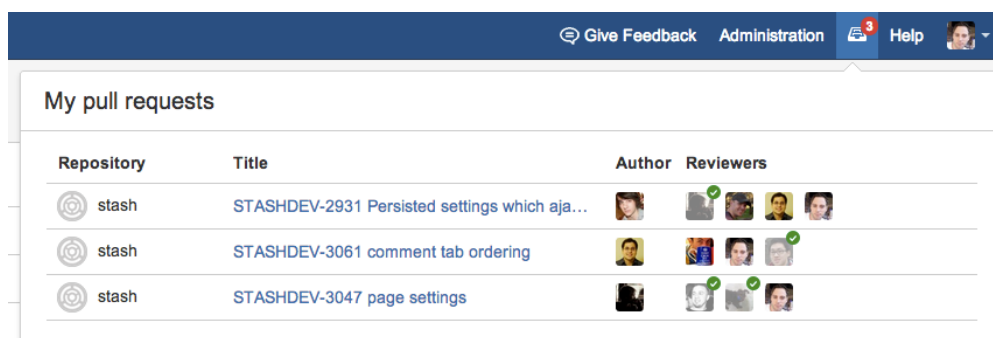 Give Feedback Administration 3 Help
My pull requests
Repository Title Author Reviewers
stash STASHDEV-2931 Persisted settings which aja...
stash STASHDEV-3061 comment tab ordering
stash STASHDEV-3047 page settings